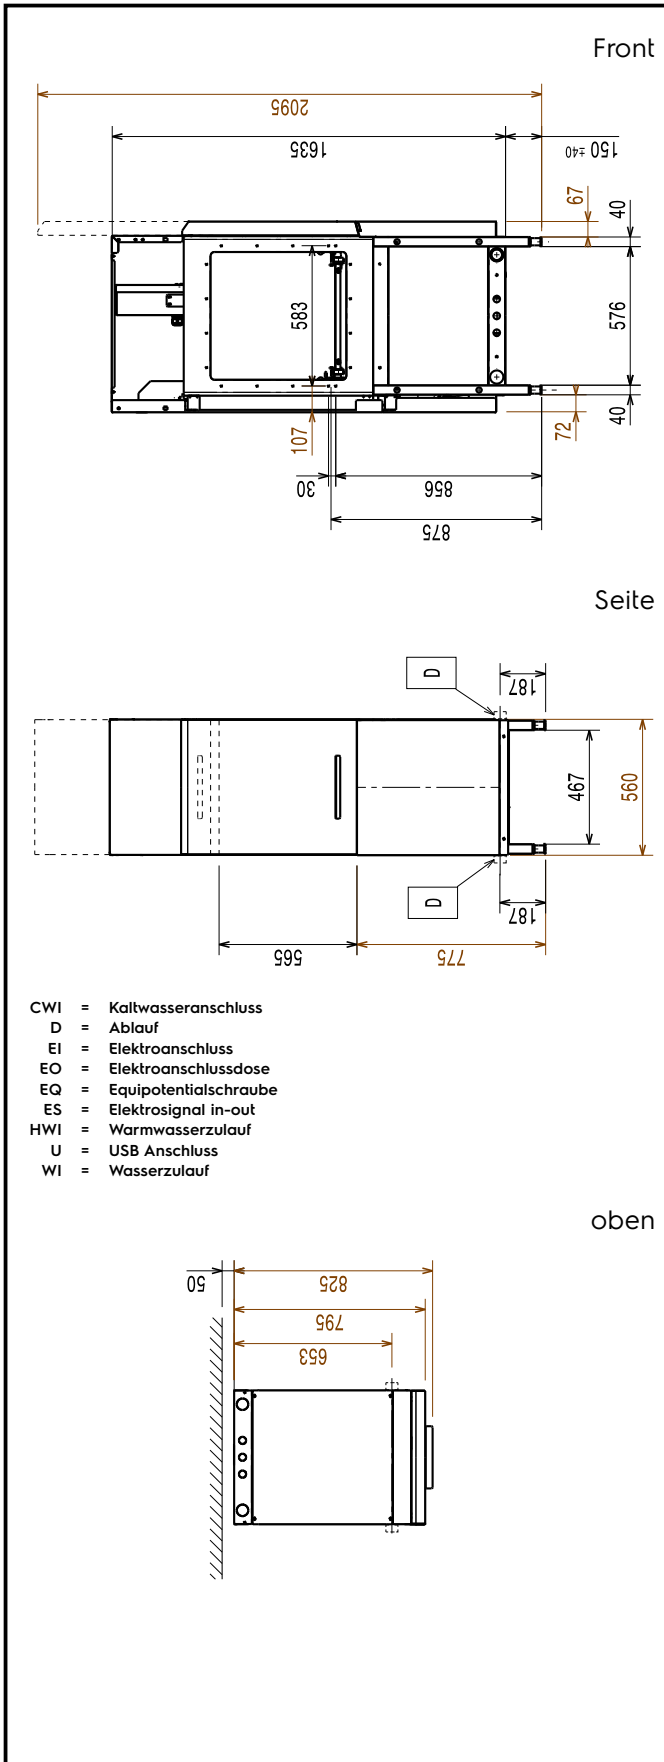 Front
2095
1635
150 ±40
67
40
583
576
107
72
40
30
856
875
Seite
D
187
467
560
D
187
565
775
CWI = Kaltwasseranschluss
D = Ablauf
EI = Elektroanschluss
EO = Elektroanschlussdose
EQ = Equipotentialschraube
ES = Elektrosignal in-out
HWI = Warmwasserzulauf
U = USB Anschluss
WI = Wasserzulauf
oben
50
825
795
653